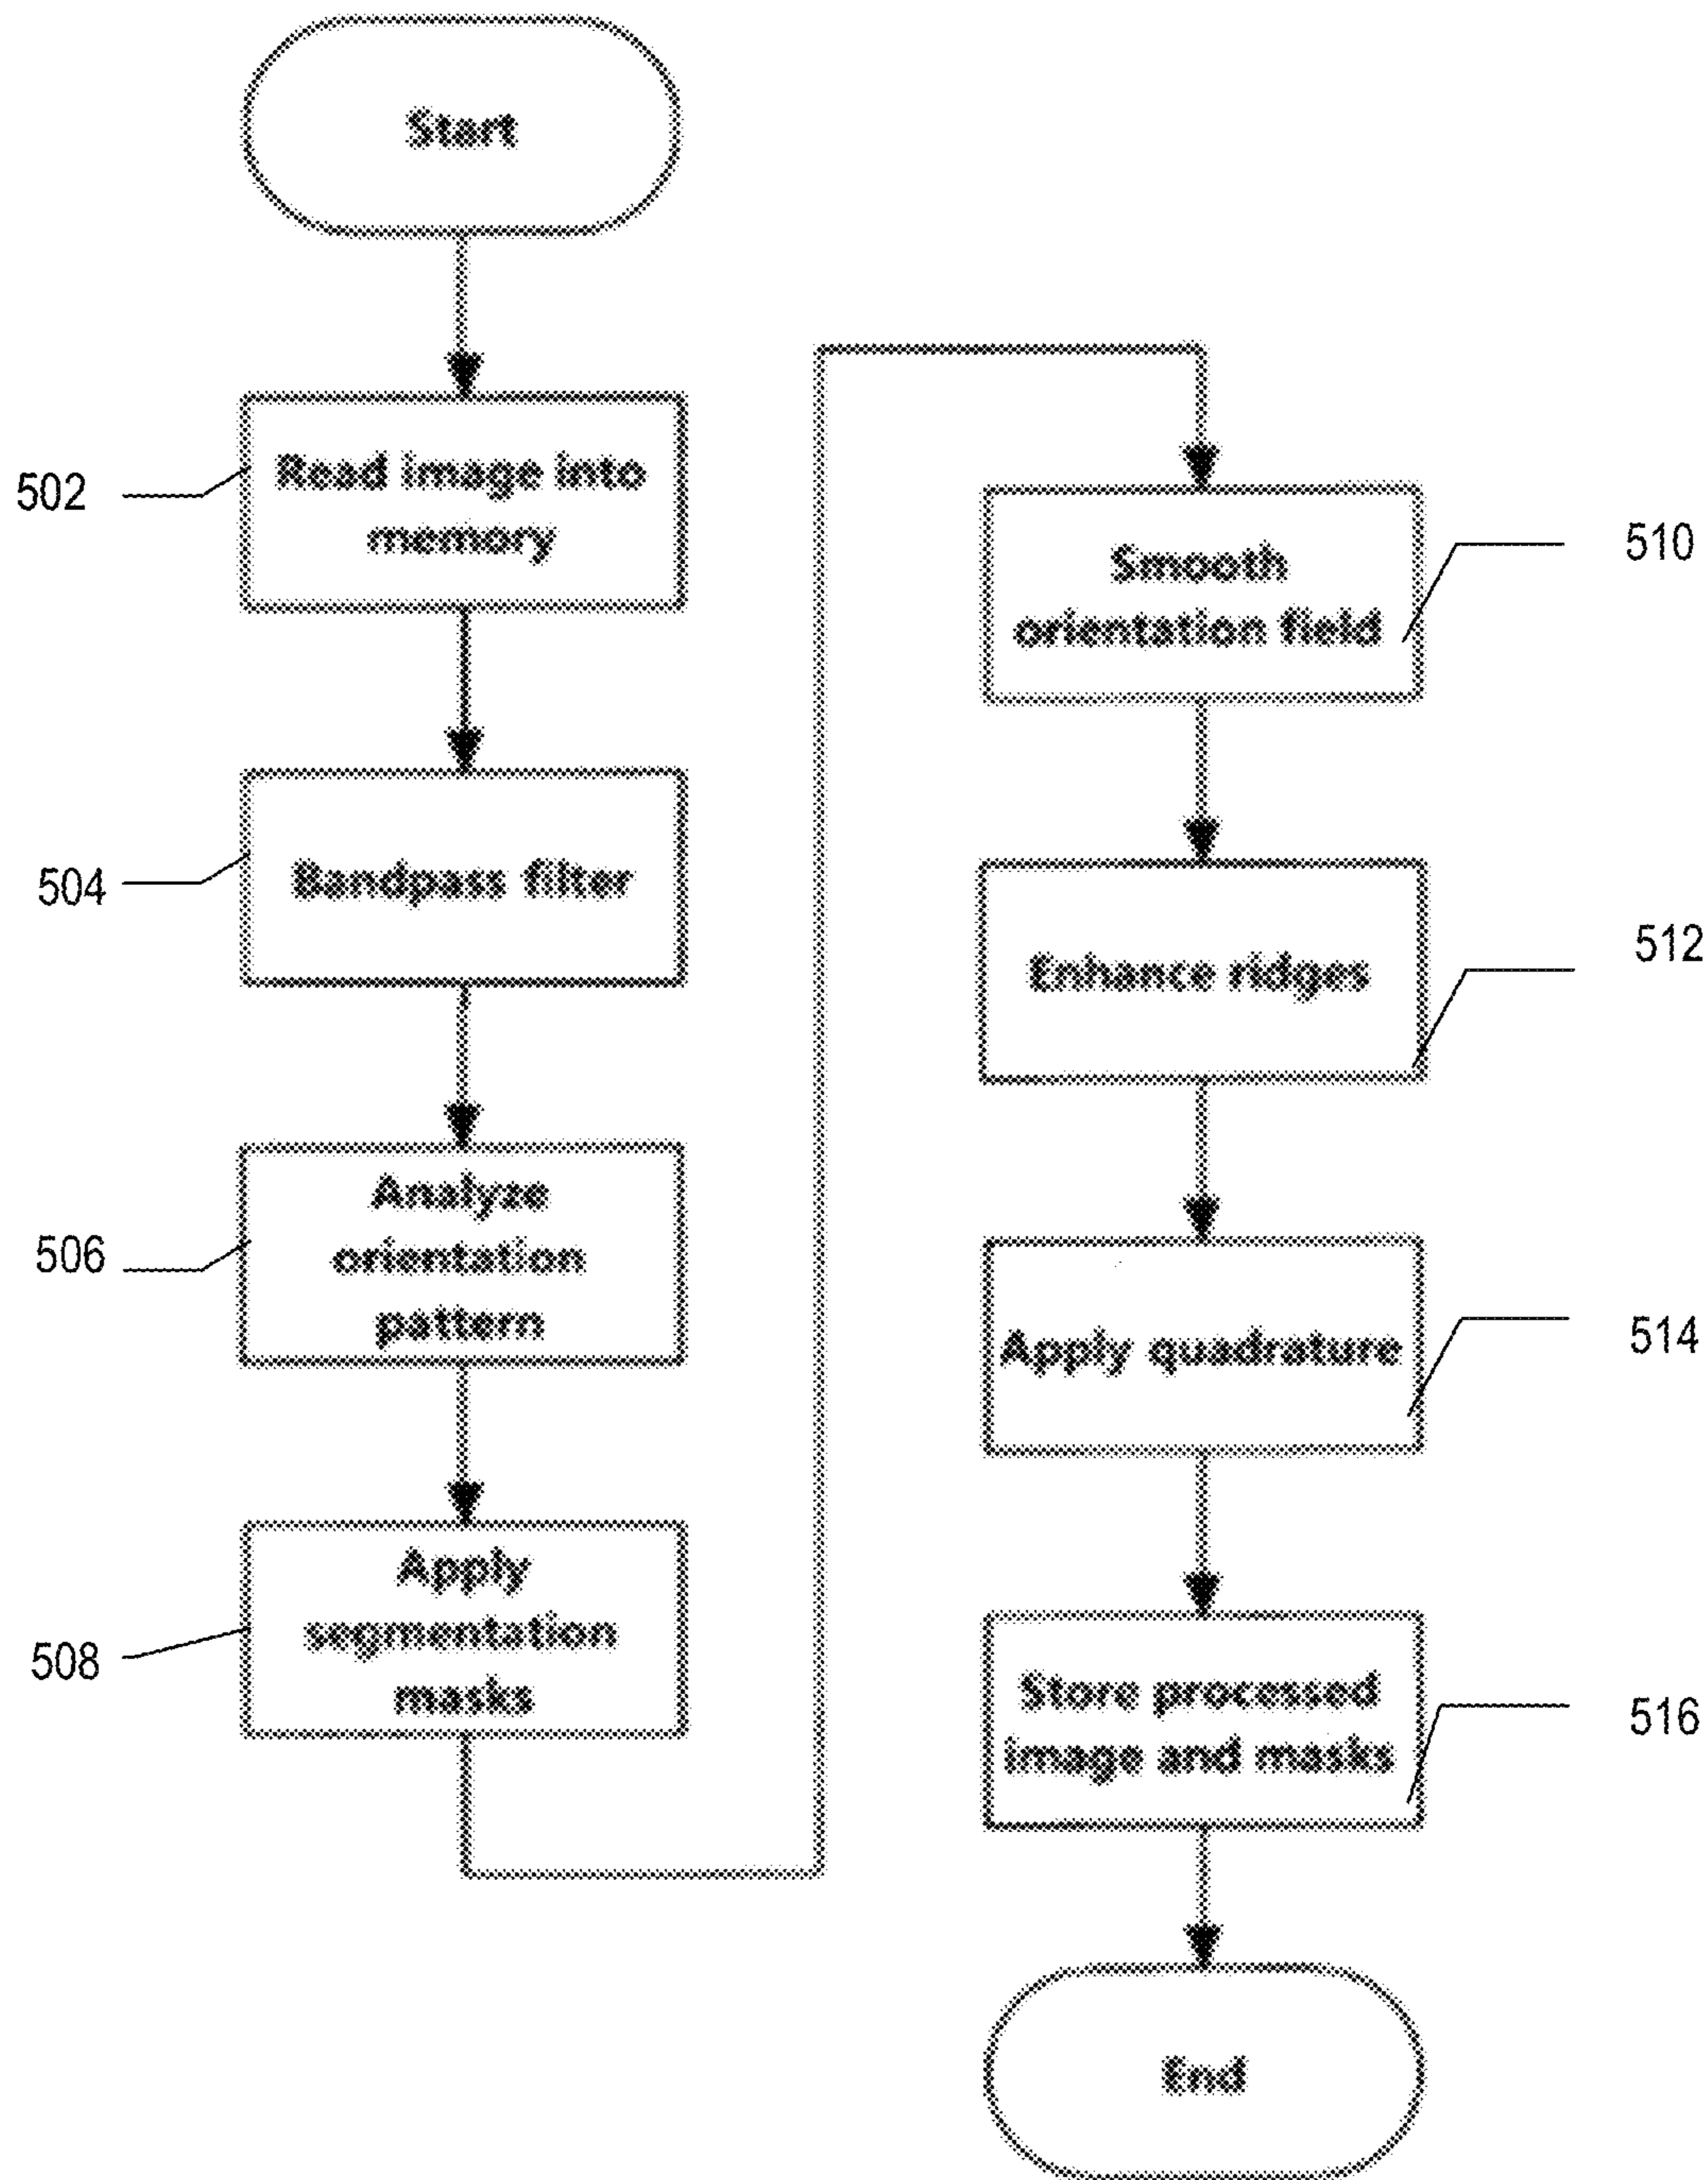 Start
502
Read image into
memory
504
Bandpass filter
506
Analyze
orientation
pattern
508
Apply
segmentation
masks
510
Smooth
orientation field
512
Enhance ridges
514
Apply quadrature
516
Store processed
image and masks
End